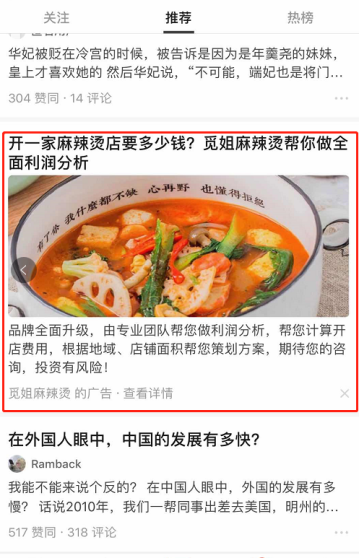 关注
推荐
热榜
华妃被贬在冷宫的时候，被告诉是因为是年羹尧的妹妹，
皇上才喜欢她的 然后华妃说，“不可能，端妃也是将门...
304 赞同 · 14 评论
开一家麻辣烫店要多少钱？觅姐麻辣烫帮你做全
面利润分析
有了你 我什麼都不缺 心再野 也懂得拒絕
品牌全面升级，由专业团队帮您做利润分析，帮您计算开
店费用，根据地域、店铺面积帮您策划方案，期待您的咨
询，投资有风险！
觅姐麻辣烫 的广告 · 查看详情
在外国人眼中，中国的发展有多快？
Ramback
我能不能来说个反的？ 在中国人眼中，外国的发展有多
慢？ 话说2010年，我们一帮同事出差去美国，明州的...
517 赞同 · 318 评论